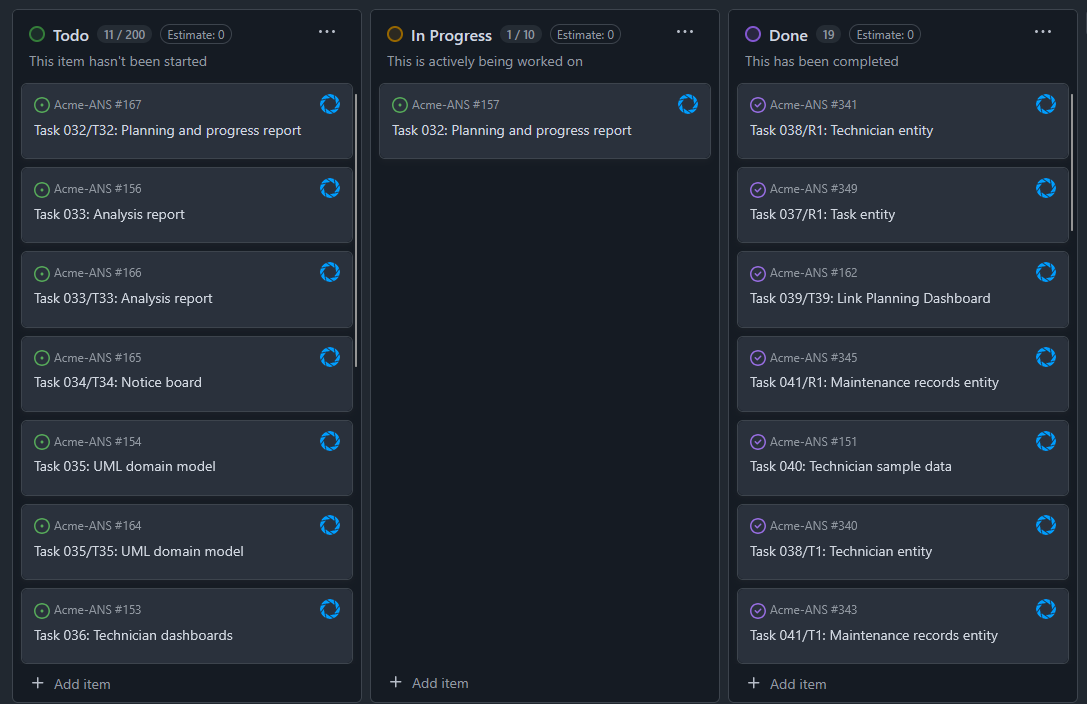 Todo 11 / 200 Estimate: 0 ...
This item hasn't been started
Acme-ANS #167
Task 032/T32: Planning and progress report
Acme-ANS #156
Task 033: Analysis report
Acme-ANS #166
Task 033/T33: Analysis report
Acme-ANS #165
Task 034/T34: Notice board
Acme-ANS #154
Task 035: UML domain model
Acme-ANS #164
Task 035/T35: UML domain model
Acme-ANS #153
Task 036: Technician dashboards
+ Add item
In Progress 1 / 10 Estimate: 0 ...
This is actively being worked on
Acme-ANS #157
Task 032: Planning and progress report
+ Add item
Done 19 Estimate: 0 ...
This has been completed
Acme-ANS #341
Task 038/R1: Technician entity
Acme-ANS #349
Task 037/R1: Task entity
Acme-ANS #162
Task 039/T39: Link Planning Dashboard
Acme-ANS #345
Task 041/R1: Maintenance records entity
Acme-ANS #151
Task 040: Technician sample data
Acme-ANS #340
Task 038/T1: Technician entity
Acme-ANS #343
Task 041/T1: Maintenance records entity
+ Add item